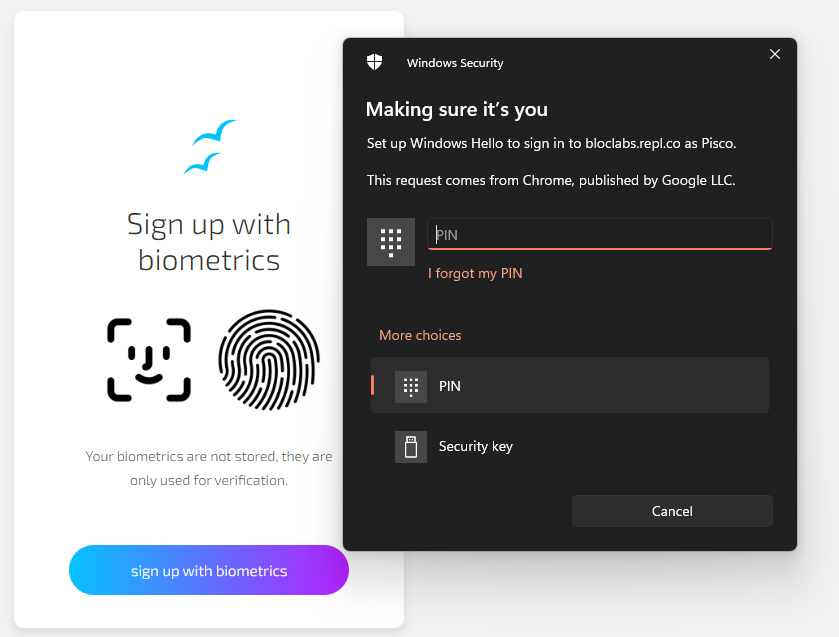 Sign up with
biometrics
Your biometrics are not stored, they are
only used for verification.
sign up with biometrics
Windows Security
Making sure it's you
Set up Windows Hello to sign in to bloclabs.repl.co as Pisco.
This request comes from Chrome, published by Google LLC.
PIN
I forgot my PIN
More choices
PIN
Security key
Cancel